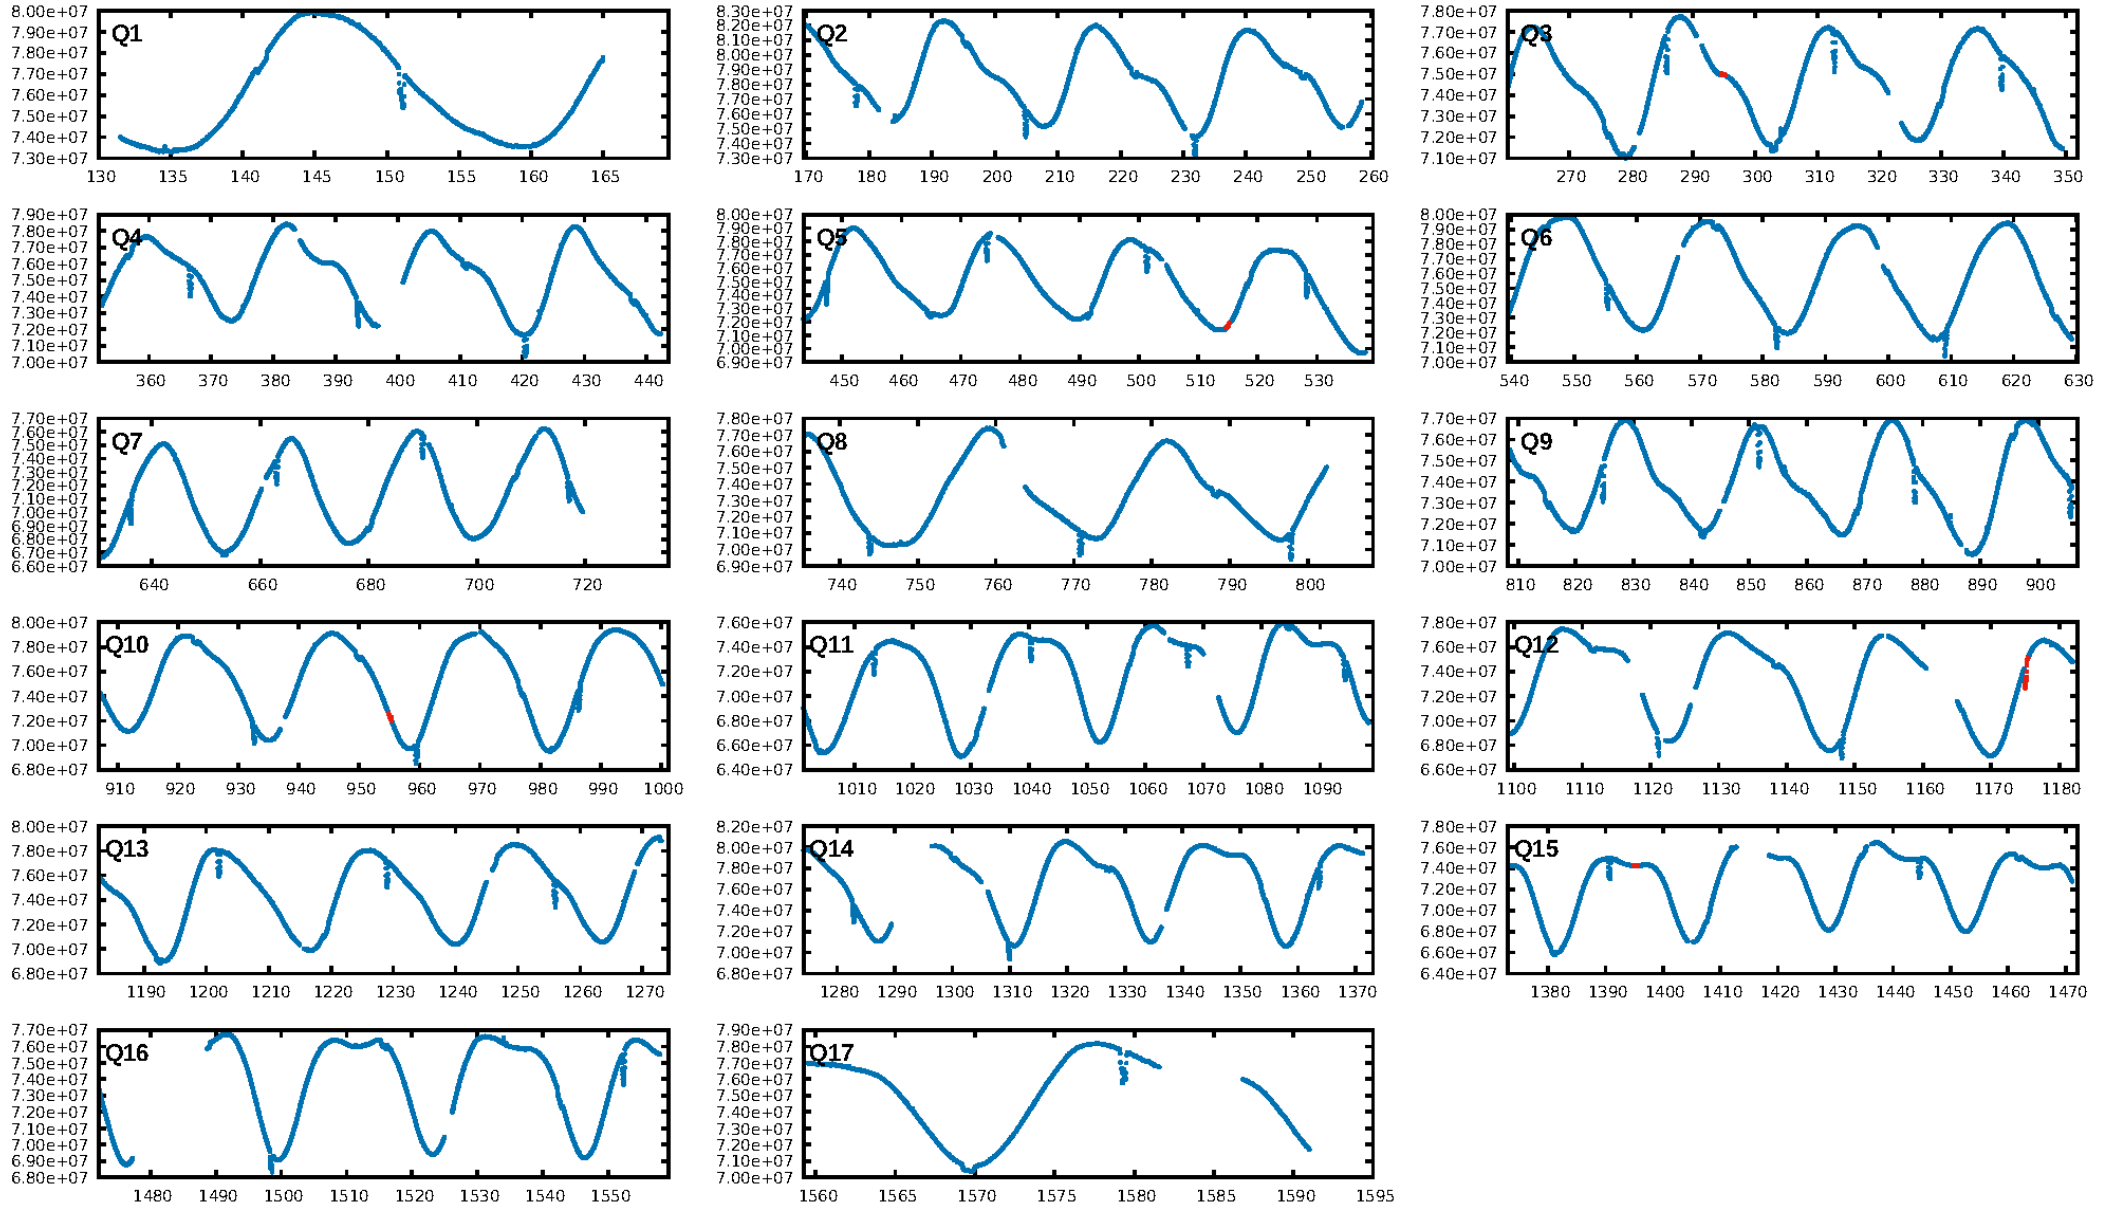 Q1
8.00e+07
7.90e+07
7.80e+07
7.70e+07
7.60e+07
7.50e+07
7.40e+07
7.30e+07
130 135 140 145 150 155 160 165
Q2
8.30e+07
8.20e+07
8.10e+07
8.00e+07
7.90e+07
7.80e+07
7.70e+07
7.60e+07
7.50e+07
7.40e+07
7.30e+07
170 180 190 200 210 220 230 240 250 260
Q3
7.80e+07
7.70e+07
7.60e+07
7.50e+07
7.40e+07
7.30e+07
7.20e+07
7.10e+07
270 280 290 300 310 320 330 340 350
Q4
7.90e+07
7.80e+07
7.70e+07
7.60e+07
7.50e+07
7.40e+07
7.30e+07
7.20e+07
7.10e+07
7.00e+07
360 370 380 390 400 410 420 430 440
Q5
8.00e+07
7.90e+07
7.80e+07
7.70e+07
7.60e+07
7.50e+07
7.40e+07
7.30e+07
7.20e+07
7.10e+07
7.00e+07
6.90e+07
450 460 470 480 490 500 510 520 530
Q6
8.00e+07
7.90e+07
7.80e+07
7.70e+07
7.60e+07
7.50e+07
7.40e+07
7.30e+07
7.20e+07
7.10e+07
7.00e+07
540 550 560 570 580 590 600 610 620 630
Q7
7.70e+07
7.60e+07
7.50e+07
7.40e+07
7.30e+07
7.20e+07
7.10e+07
7.00e+07
6.90e+07
6.80e+07
6.70e+07
6.60e+07
640 660 680 700 720
Q8
7.80e+07
7.70e+07
7.60e+07
7.50e+07
7.40e+07
7.30e+07
7.20e+07
7.10e+07
7.00e+07
6.90e+07
740 750 760 770 780 790 800
Q9
7.70e+07
7.60e+07
7.50e+07
7.40e+07
7.30e+07
7.20e+07
7.10e+07
7.00e+07
810 820 830 840 850 860 870 880 890 900
Q10
8.00e+07
7.80e+07
7.60e+07
7.40e+07
7.20e+07
7.00e+07
6.80e+07
910 920 930 940 950 960 970 980 990 1000
Q11
7.60e+07
7.40e+07
7.20e+07
7.00e+07
6.80e+07
6.60e+07
6.40e+07
1010 1020 1030 1040 1050 1060 1070 1080 1090
Q12
7.80e+07
7.60e+07
7.40e+07
7.20e+07
7.00e+07
6.80e+07
6.60e+07
1100 1110 1120 1130 1140 1150 1160 1170 1180
Q13
8.00e+07
7.80e+07
7.60e+07
7.40e+07
7.20e+07
7.00e+07
6.80e+07
1190 1200 1210 1220 1230 1240 1250 1260 1270
Q14
8.20e+07
8.00e+07
7.80e+07
7.60e+07
7.40e+07
7.20e+07
7.00e+07
6.80e+07
1280 1290 1300 1310 1320 1330 1340 1350 1360 1370
Q15
7.80e+07
7.60e+07
7.40e+07
7.20e+07
7.00e+07
6.80e+07
6.60e+07
6.40e+07
1380 1390 1400 1410 1420 1430 1440 1450 1460 1470
Q16
7.70e+07
7.60e+07
7.50e+07
7.40e+07
7.30e+07
7.20e+07
7.10e+07
7.00e+07
6.90e+07
6.80e+07
1480 1490 1500 1510 1520 1530 1540 1550
Q17
7.90e+07
7.80e+07
7.70e+07
7.60e+07
7.50e+07
7.40e+07
7.30e+07
7.20e+07
7.10e+07
7.00e+07
1560 1565 1570 1575 1580 1585 1590 1595